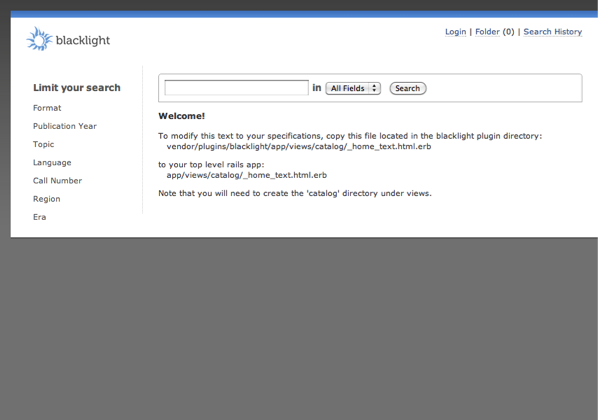 blacklight
Login | Folder (0) | Search History
Limit your search
Format
Publication Year
Topic
Language
Call Number
Region
Era
in All Fields Search
Welcome!
To modify this text to your specifications, copy this file located in the blacklight plugin directory:
vendor/plugins/blacklight/app/views/catalog/_home_text.html.erb
to your top level rails app:
app/views/catalog/_home_text.html.erb
Note that you will need to create the 'catalog' directory under views.